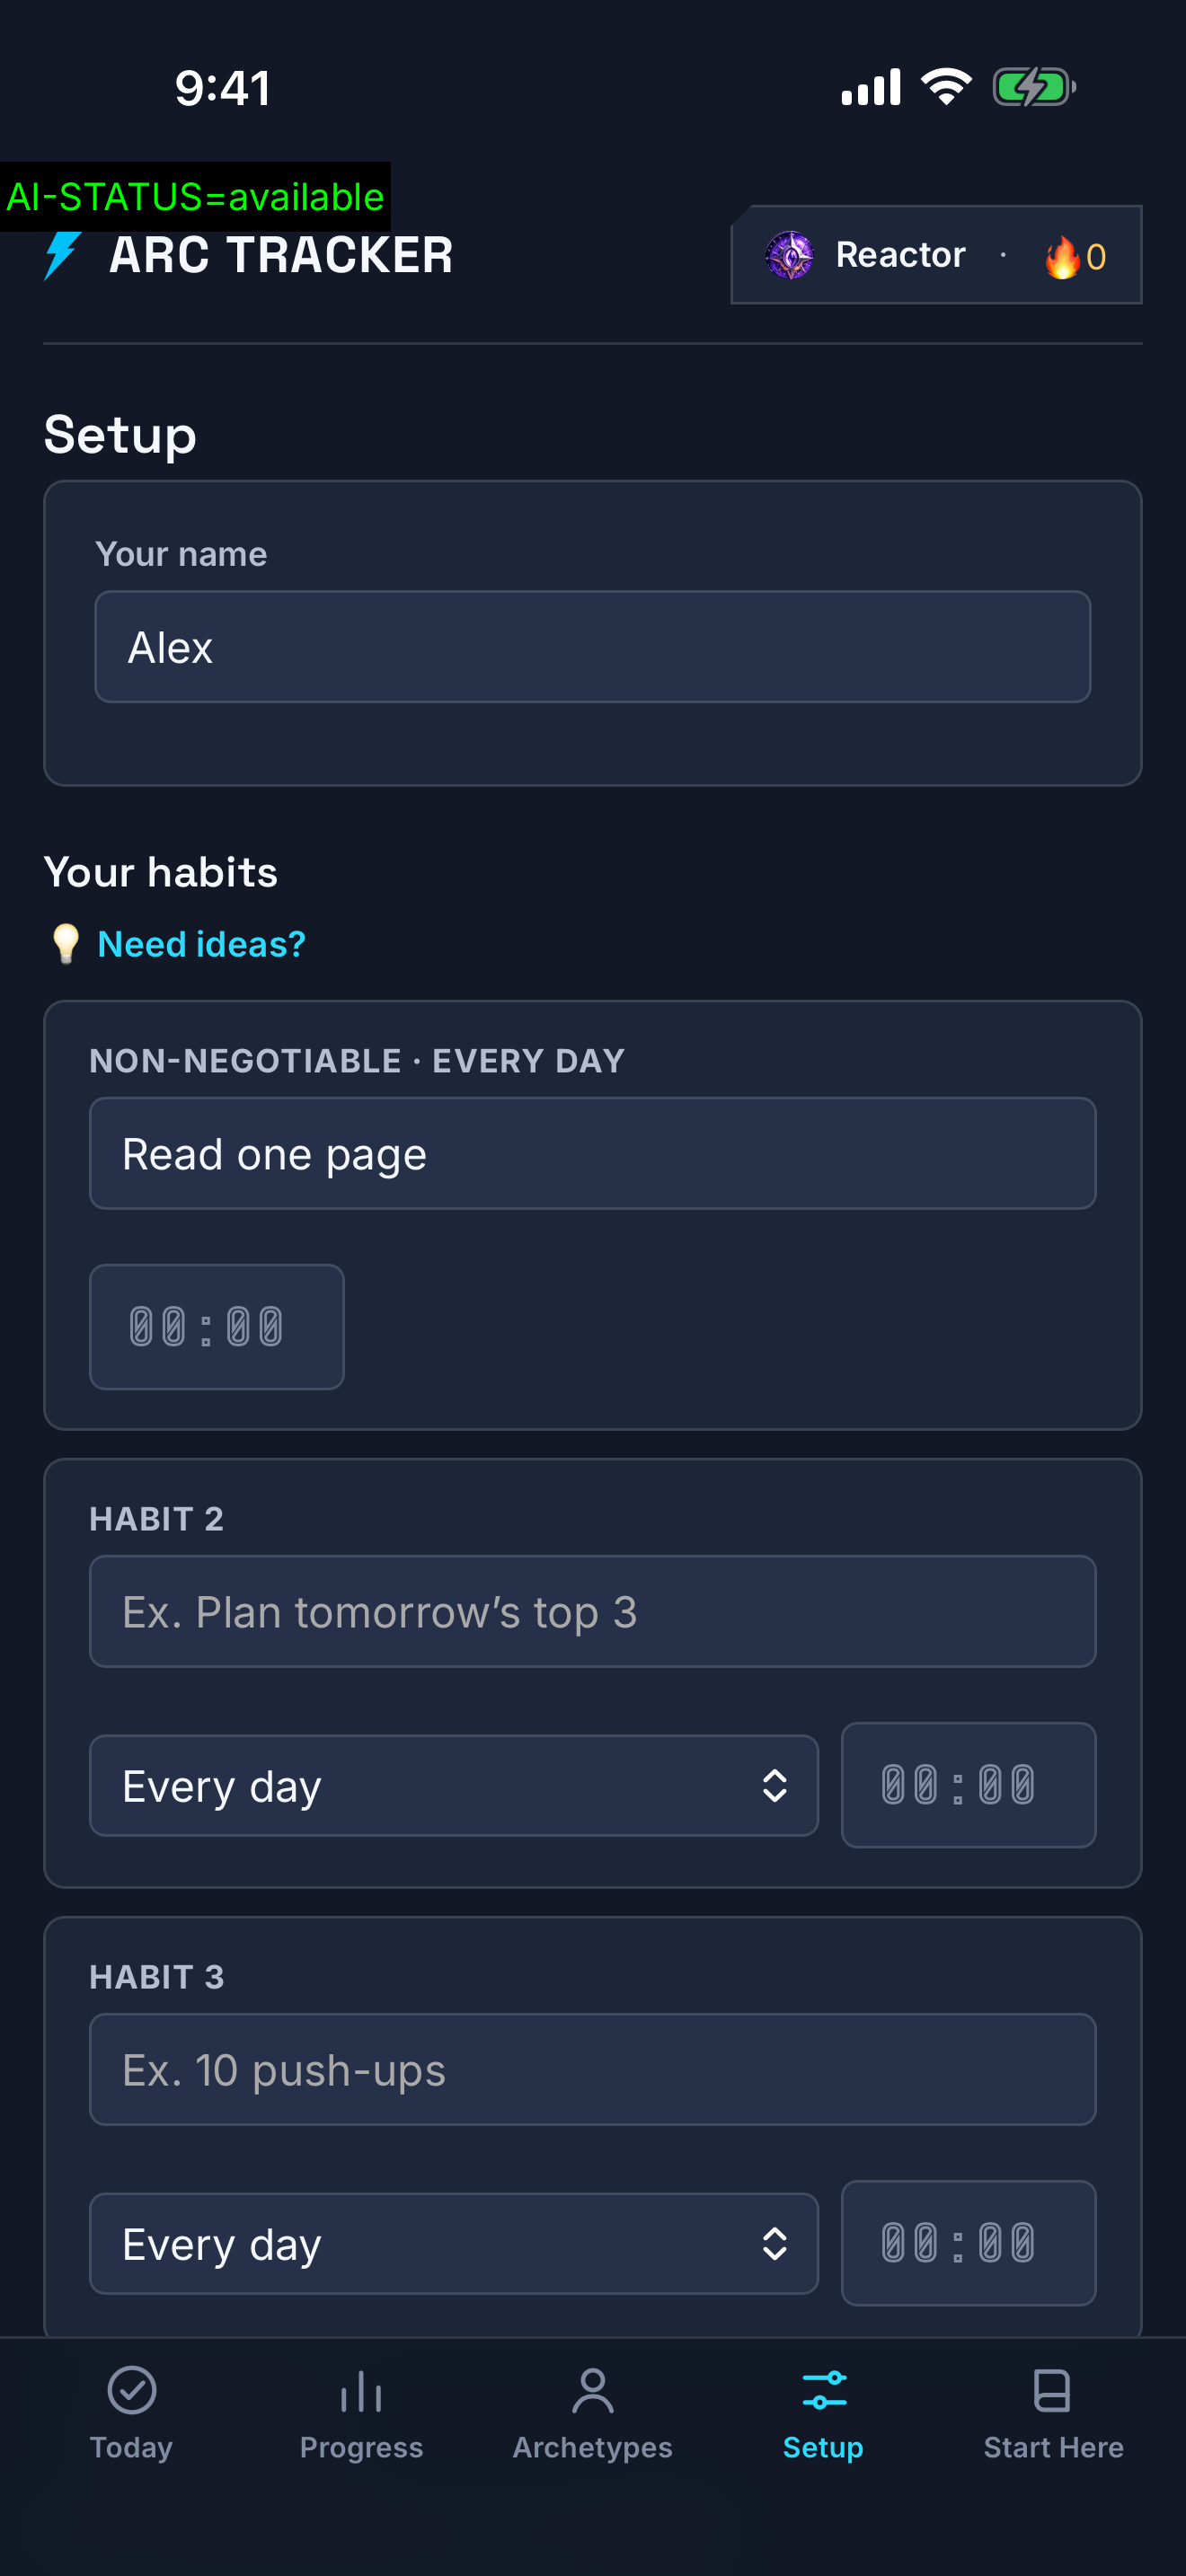 9:41
AI-STATUS=available
ARC TRACKER
Reactor · 🔥0
Setup
Your name
Alex
Your habits
💡 Need ideas?
NON-NEGOTIABLE · EVERY DAY
Read one page
00:00
HABIT 2
Ex. Plan tomorrow’s top 3
Every day
00:00
HABIT 3
Ex. 10 push-ups
Every day
00:00
Today
Progress
Archetypes
Setup
Start Here